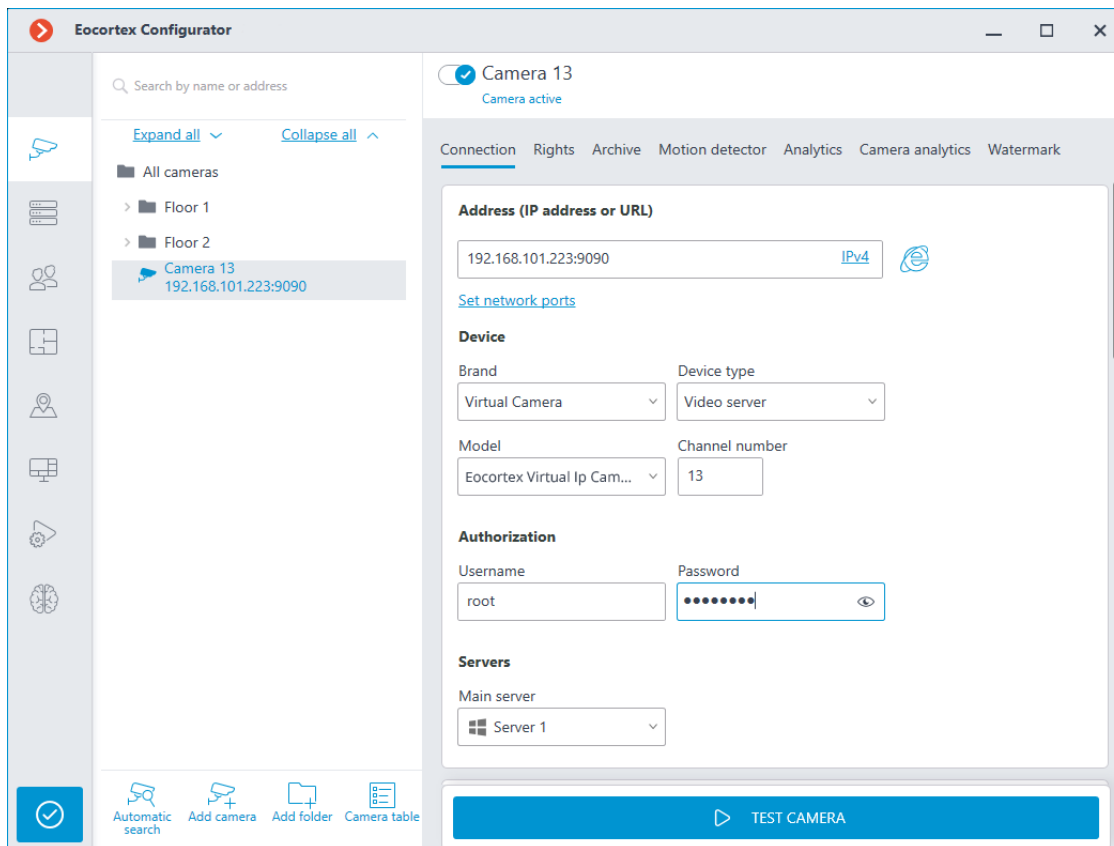 Eocortex Configurator
Search by name or address
Expand all
Collapse all
All cameras
Floor 1
Floor 2
Camera 13
192.168.101.223:9090
Automatic search
Add camera
Add folder
Camera table
Camera 13
Camera active
Connection Rights Archive Motion detector Analytics Camera analytics Watermark
Address (IP address or URL)
192.168.101.223:9090 IPv4
Set network ports
Device
Brand Device type
Virtual Camera Video server
Model Channel number
Eocortex Virtual Ip Cam... 13
Authorization
Username Password
root ••••••••
Servers
Main server
Server 1
TEST CAMERA